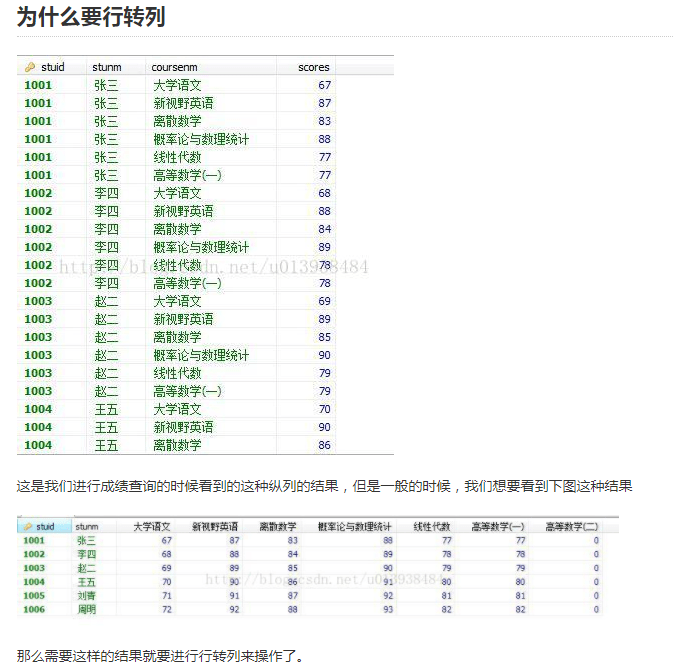 为什么要行转列
stuid stunm coursenm scores
1001 张三 大学语文 67
1001 张三 新视野英语 87
1001 张三 离散数学 83
1001 张三 概率论与数理统计 88
1001 张三 线性代数 77
1001 张三 高等数学(一) 77
1002 李四 大学语文 68
1002 李四 新视野英语 88
1002 李四 离散数学 84
1002 李四 概率论与数理统计 89
1002 李四 线性代数 78
http://blog.csdn.net/u013938484
1002 李四 高等数学(一) 78
1003 赵二 大学语文 69
1003 赵二 新视野英语 89
1003 赵二 离散数学 85
1003 赵二 概率论与数理统计 90
1003 赵二 线性代数 79
1003 赵二 高等数学(一) 79
1004 王五 大学语文 70
1004 王五 新视野英语 90
1004 王五 离散数学 86
这是我们进行成绩查询的时候看到的这种纵列的结果，但是一般的时候，我们想要看到下图这种结果
stuid stunm 大学语文 新视野英语 离散数学 概率论与数理统计 线性代数 高等数学(一) 高等数学(二)
1001 张三 67 87 83 88 77 77 0
1002 李四 68 88 84 89 78 78 0
1003 赵二 69 89 85 90 79 79 0
1004 王五 70 90 86 91 80 80 0
http://blog.csdn.net/u013938484
1005 刘青 71 91 87 92 81 81 0
1006 周明 72 92 88 93 82 82 0
那么需要这样的结果就要进行行转列来操作了。